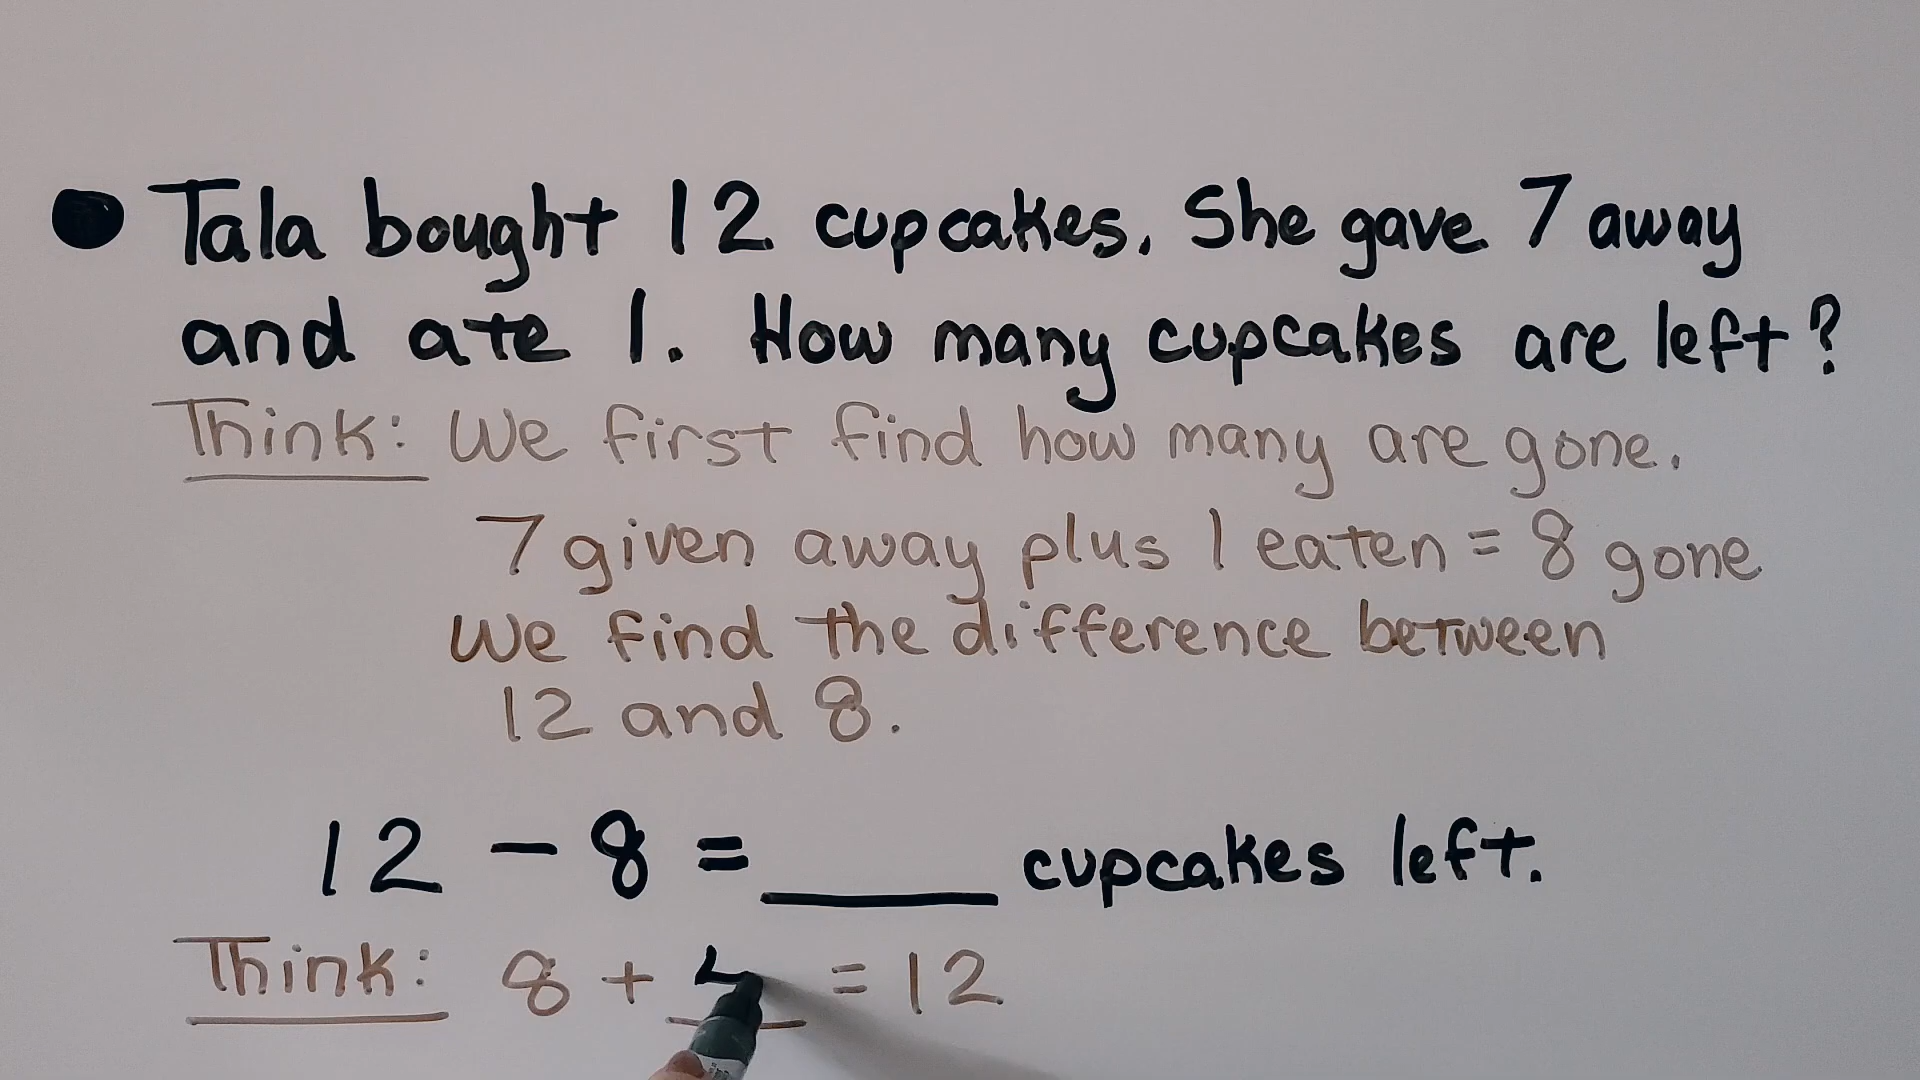 Tala bought 12 cupcakes. She gave 7 away
and ate 1. How many cupcakes are left?
Think: We first find how many are gone.
7 given away plus 1 eaten = 8 gone
We find the difference between
12 and 8.
12 - 8 = ____ cupcakes left.
Think: 8 + 4 = 12